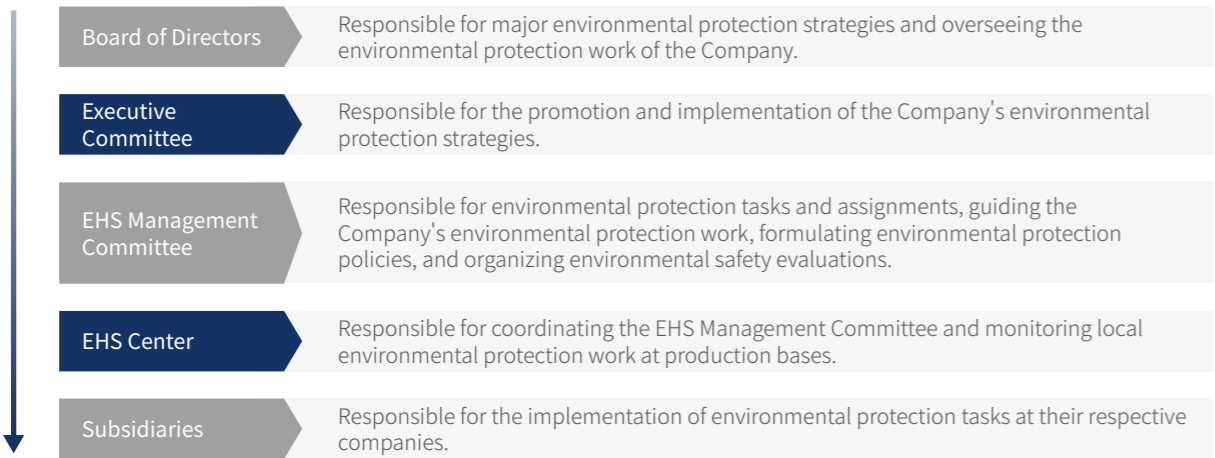 Board of Directors
Responsible for major environmental protection strategies and overseeing the
environmental protection work of the Company.
Executive
Committee
Responsible for the promotion and implementation of the Company's environmental
protection strategies.
EHS Management
Committee
Responsible for environmental protection tasks and assignments, guiding the
Company's environmental protection work, formulating environmental protection
policies, and organizing environmental safety evaluations.
EHS Center
Responsible for coordinating the EHS Management Committee and monitoring local
environmental protection work at production bases.
Subsidiaries
Responsible for the implementation of environmental protection tasks at their respective
companies.